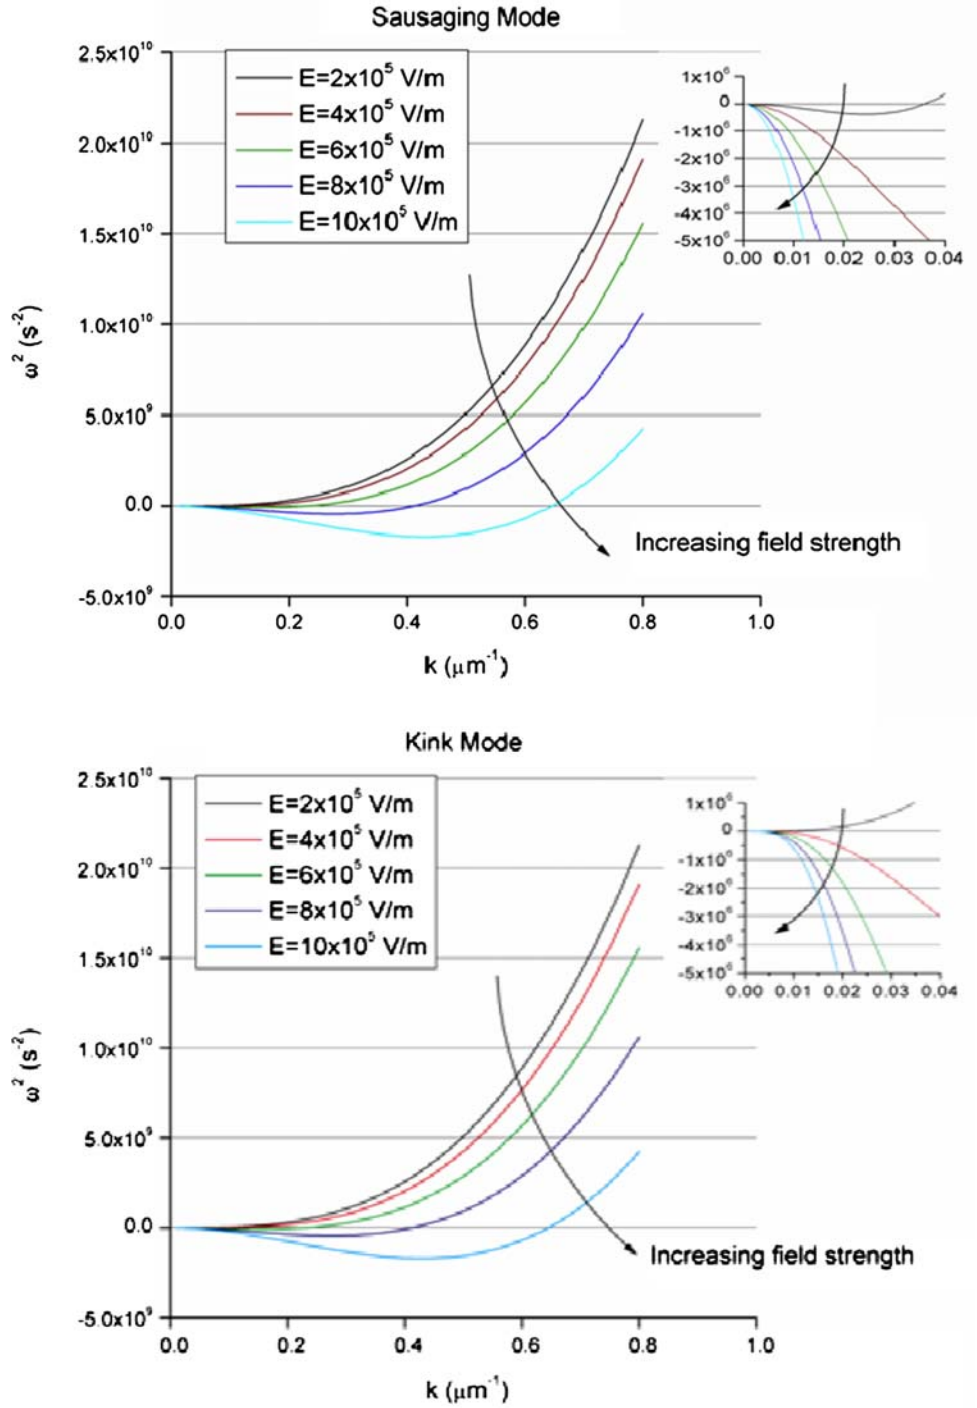 Sausaging Mode
2.5x10¹⁰
2.0x10¹⁰
1.5x10¹⁰
1.0x10¹⁰
5.0x10⁹
0.0
-5.0x10⁹
ω² (s⁻²)
E=2x10⁵ V/m
E=4x10⁵ V/m
E=6x10⁵ V/m
E=8x10⁵ V/m
E=10x10⁵ V/m
1x10⁶
0
-1x10⁶
-2x10⁶
-3x10⁶
-4x10⁶
-5x10⁶
0.00 0.01 0.02 0.03 0.04
Increasing field strength
0.0 0.2 0.4 0.6 0.8 1.0
k (μm⁻¹)
Kink Mode
2.5x10¹⁰
2.0x10¹⁰
1.5x10¹⁰
1.0x10¹⁰
5.0x10⁹
0.0
-5.0x10⁹
ω² (s⁻²)
E=2x10⁵ V/m
E=4x10⁵ V/m
E=6x10⁵ V/m
E=8x10⁵ V/m
E=10x10⁵ V/m
1x10⁶
0
-1x10⁶
-2x10⁶
-3x10⁶
-4x10⁶
-5x10⁶
0.00 0.01 0.02 0.03 0.04
Increasing field strength
0.0 0.2 0.4 0.6 0.8 1.0
k (μm⁻¹)